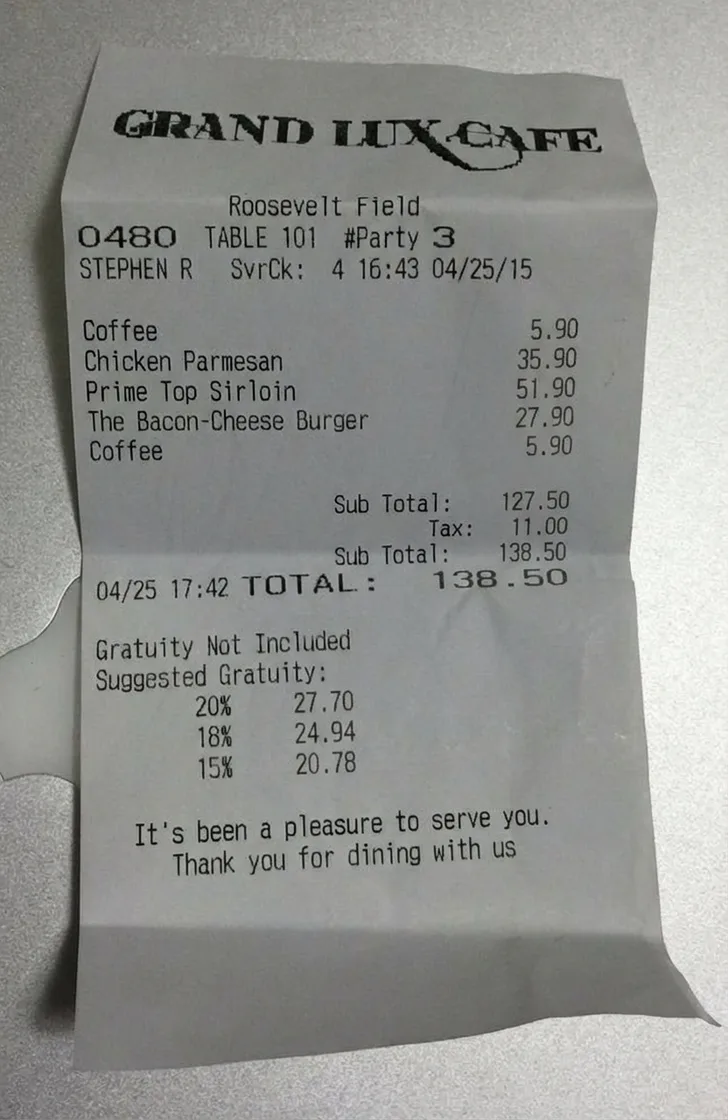 GRAND LUX CAFE
Roosevelt Field
0480 TABLE 101 #Party 3
STEPHEN R SvrCk: 4 16:43 04/25/15
Coffee 5.90
Chicken Parmesan 35.90
Prime Top Sirloin 51.90
The Bacon-Cheese Burger 27.90
Coffee 5.90
Sub Total: 127.50
Tax: 11.00
Sub Total: 138.50
04/25 17:42 TOTAL: 138.50
Gratuity Not Included
Suggested Gratuity:
20% 27.70
18% 24.94
15% 20.78
It's been a pleasure to serve you.
Thank you for dining with us